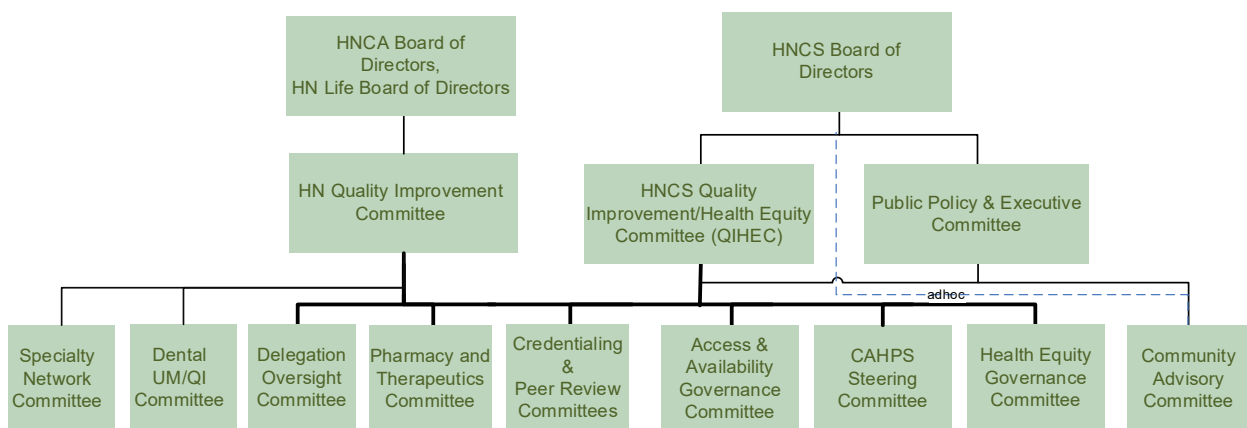 HNCA Board of
Directors,
HN Life Board of Directors
HNCS Board of
Directors
HN Quality Improvement
Committee
HNCS Quality
Improvement/Health Equity
Committee (QIHEC)
Public Policy & Executive
Committee
adhoc
Specialty
Network
Committee
Dental
UM/QI
Committee
Delegation
Oversight
Committee
Pharmacy and
Therapeutics
Committee
Credentialing
&
Peer Review
Committees
Access &
Availability
Governance
Committee
CAHPS
Steering
Committee
Health Equity
Governance
Committee
Community
Advisory
Committee